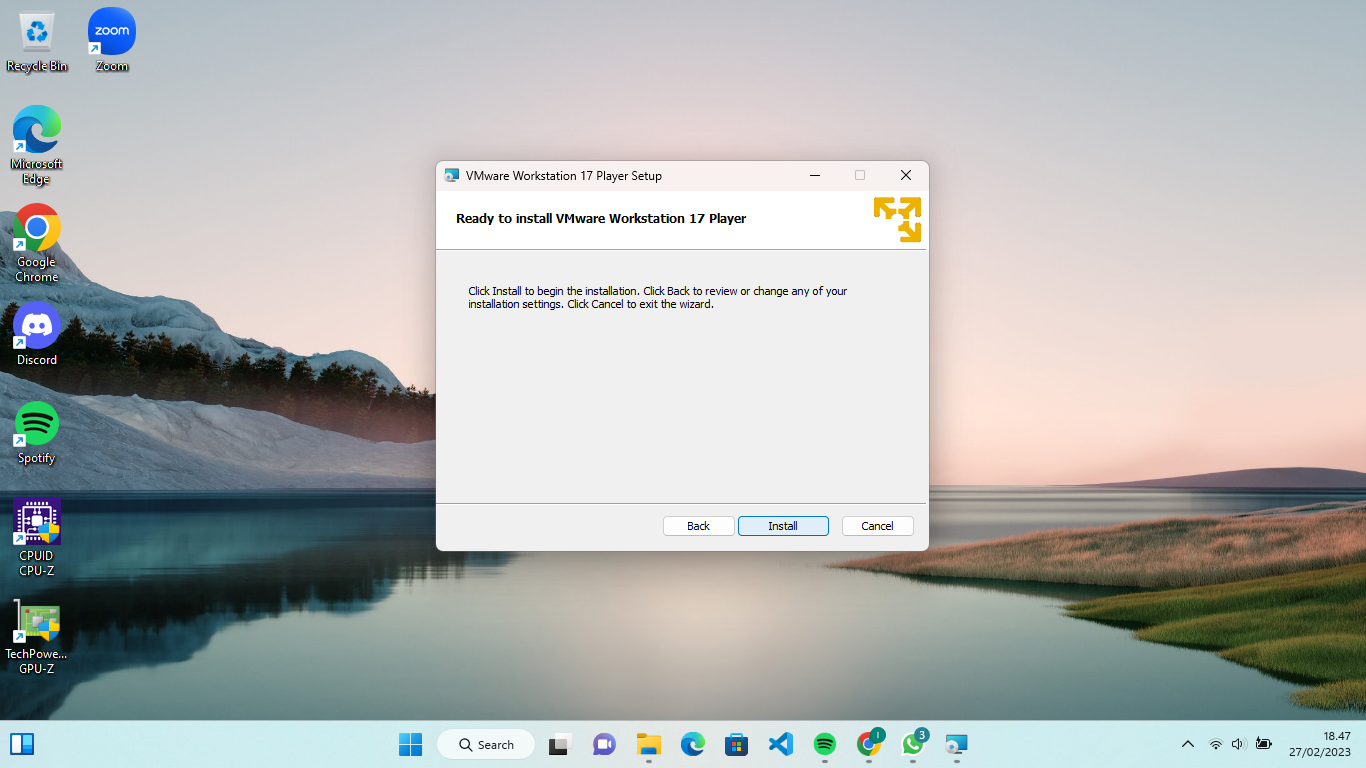 Recycle Bin
zoom
Zoom
Microsoft
Edge
Google
Chrome
Discord
Spotify
CPUID
CPU-Z
TechPowe...
GPU-Z
VMware Workstation 17 Player Setup
Ready to install VMware Workstation 17 Player
Click Install to begin the installation. Click Back to review or change any of your
installation settings. Click Cancel to exit the wizard.
Back
Install
Cancel
Search
I
3
18.47
27/02/2023